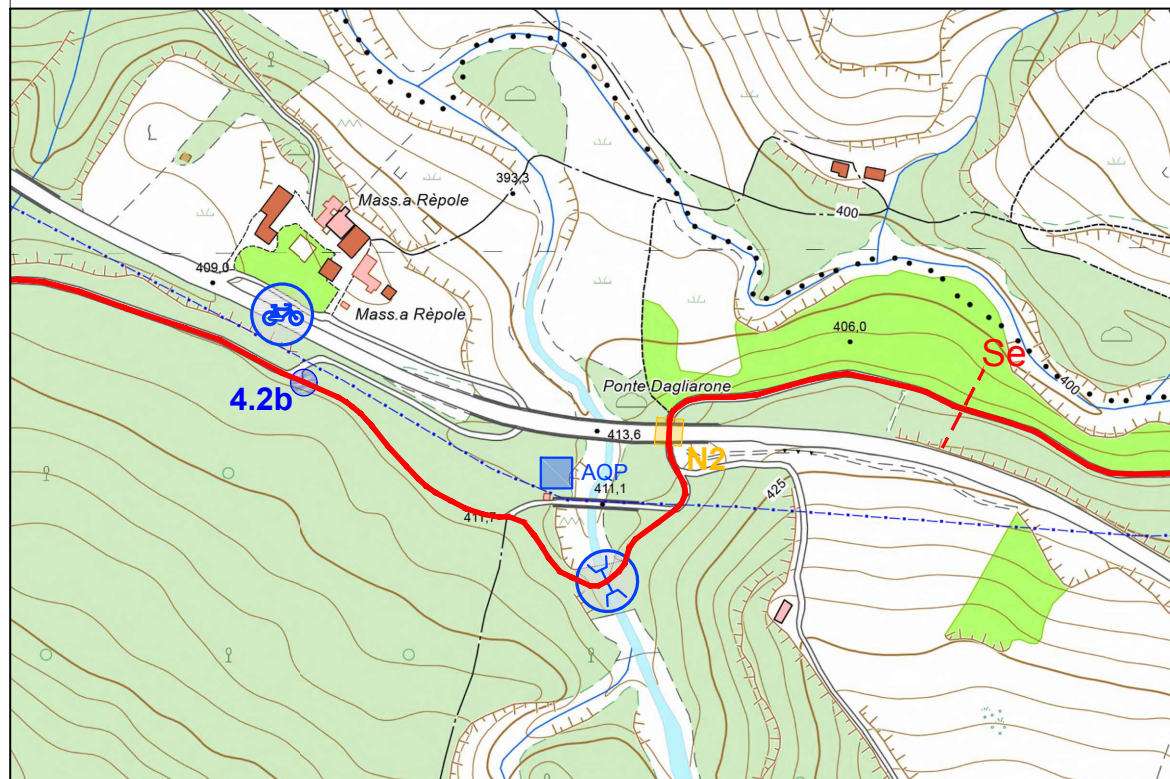 393,3
Mass.a Rèpole
400
409,0
Mass.a Rèpole
406,0
Se
400
4.2b
Ponte Dagliarone
413,6
N2
AQP
411,1
425
411,7